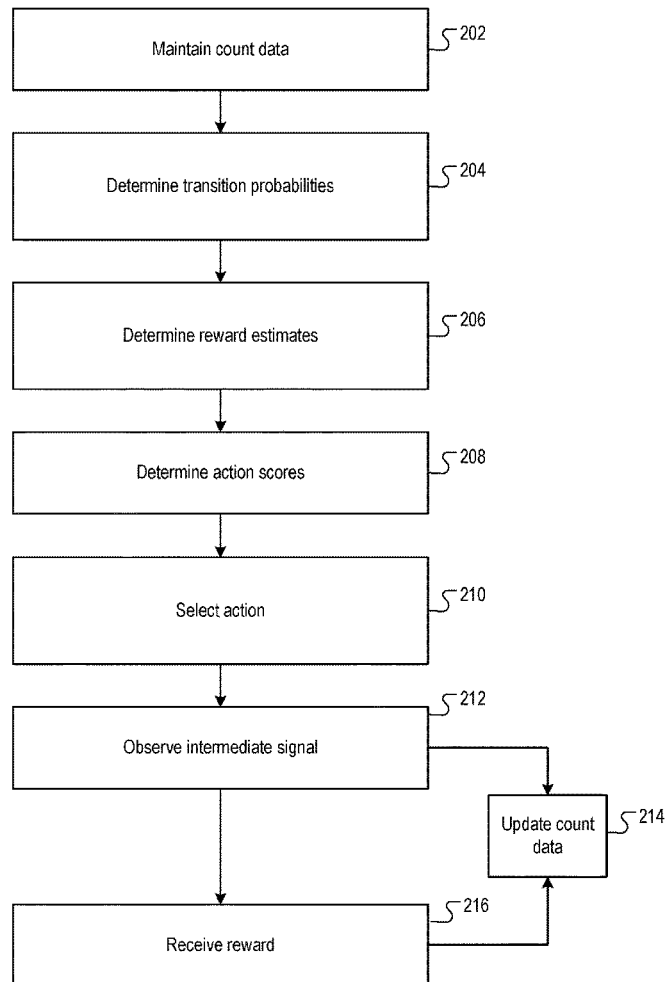 Maintain count data
202
Determine transition probabilities
204
Determine reward estimates
206
Determine action scores
208
Select action
210
212
Observe intermediate signal
Update count
data
214
216
Receive reward